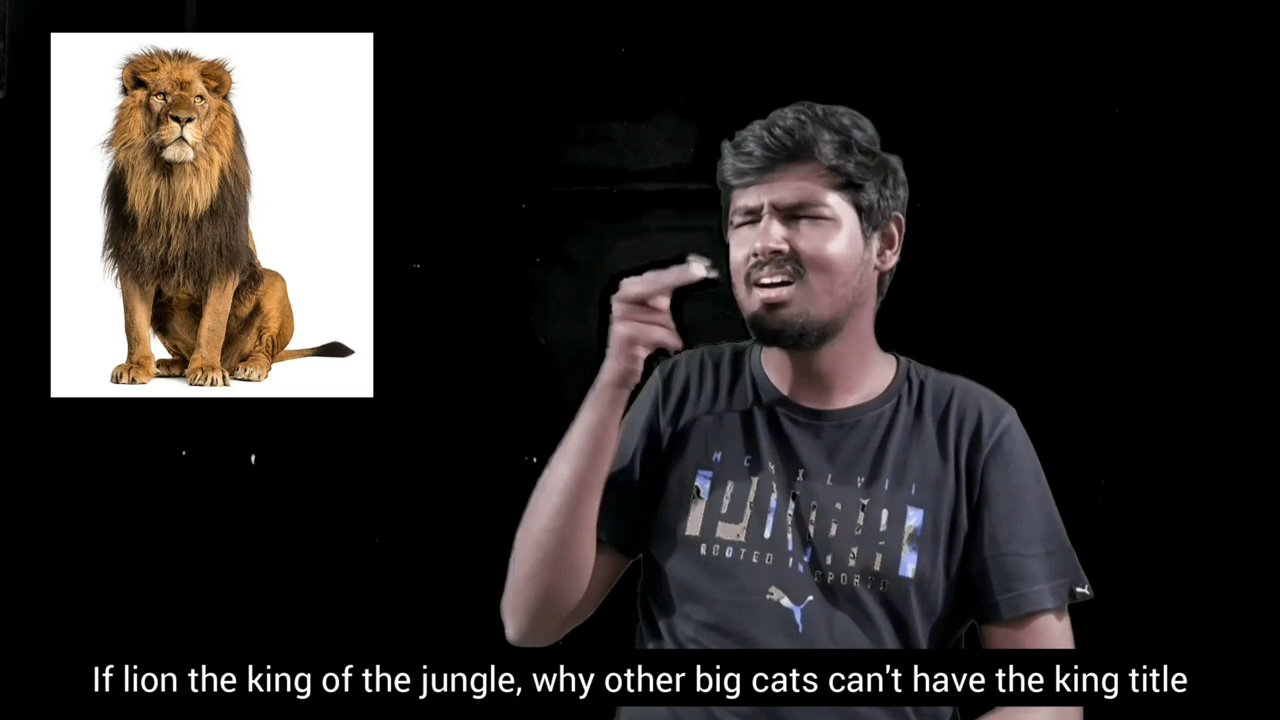 M C M X L V I I
ROOTED IN
SPORTS
If lion the king of the jungle, why other big cats can't have the king title